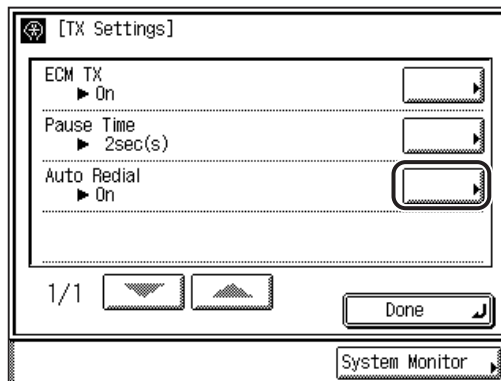 [TX Settings]
ECM TX
► On
Pause Time
► 2sec(s)
Auto Redial
► On
1/1
Done
System Monitor